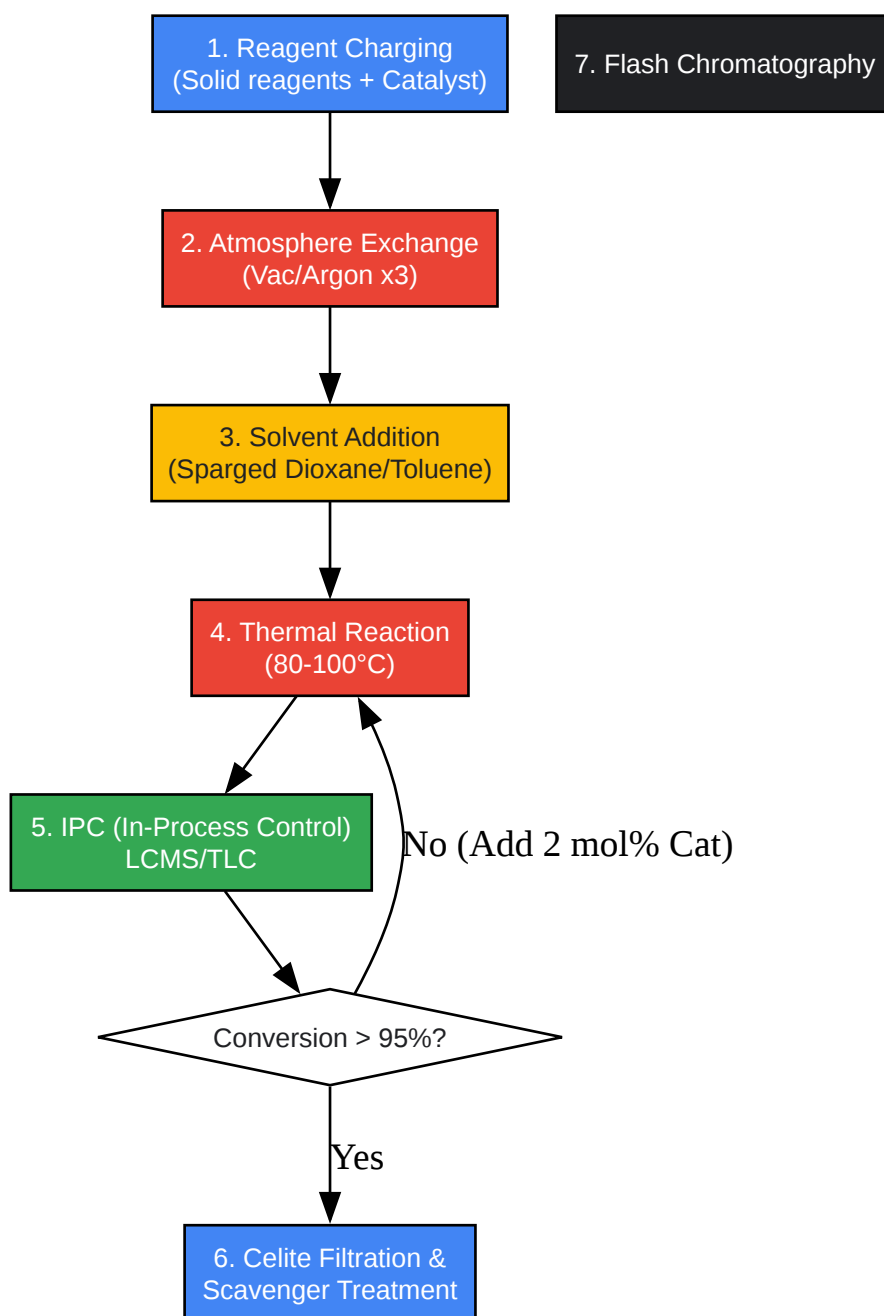 1. Reagent Charging
(Solid reagents + Catalyst)
7. Flash Chromatography
2. Atmosphere Exchange
(Vac/Argon x3)
3. Solvent Addition
(Sparged Dioxane/Toluene)
4. Thermal Reaction
(80-100°C)
5. IPC (In-Process Control)
LCMS/TLC
No (Add 2 mol% Cat)
Conversion > 95%?
Yes
6. Celite Filtration &
Scavenger Treatment